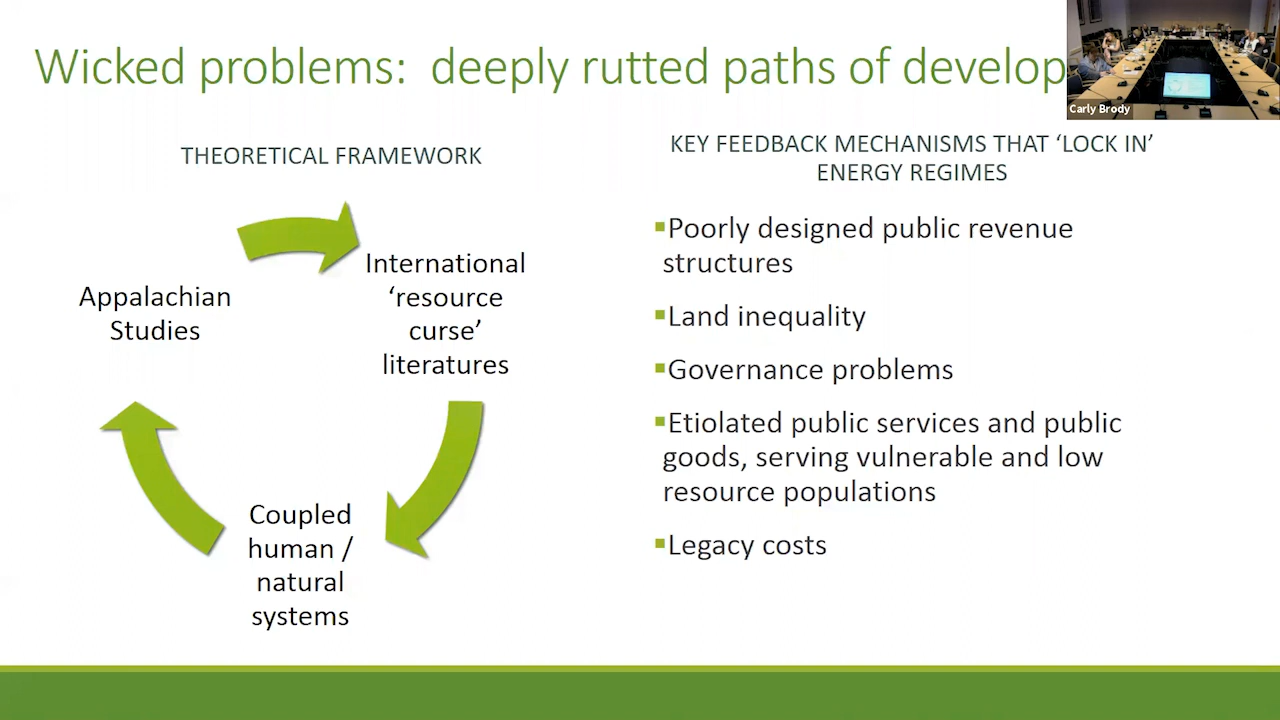 Wicked problems: deeply rutted paths of develop
Carly Brody
THEORETICAL FRAMEWORK
Appalachian
Studies
International
‘resource
curse’
literatures
Coupled
human /
natural
systems
KEY FEEDBACK MECHANISMS THAT ‘LOCK IN’
ENERGY REGIMES
▪Poorly designed public revenue
structures
▪Land inequality
▪Governance problems
▪Etiolated public services and public
goods, serving vulnerable and low
resource populations
▪Legacy costs